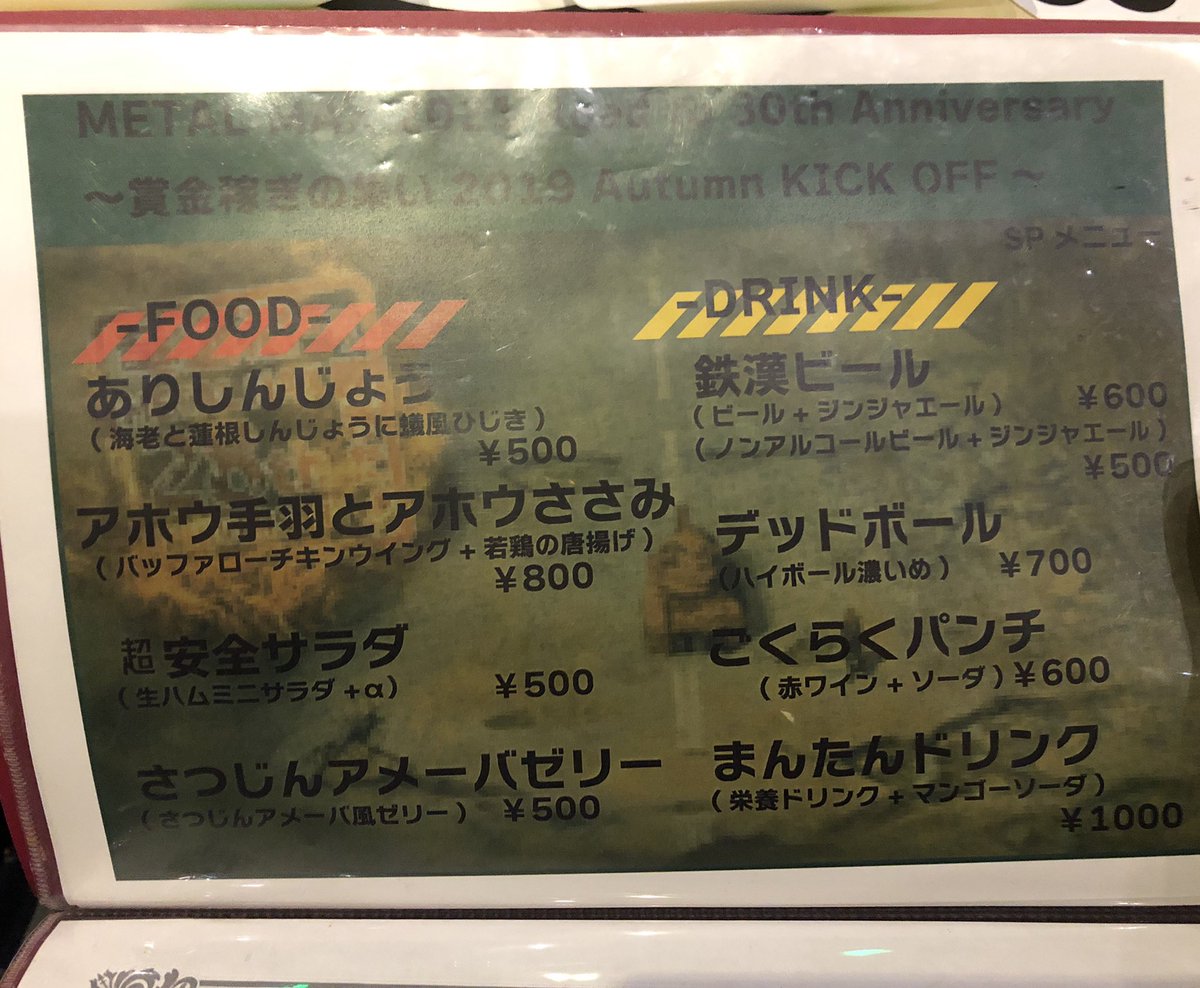 METAL MAX 2019 Road to 30th Anniversary
~賞金稼ぎの集い 2019 Autumn KICK OFF~
SPメニュー
-FOOD-
ありしんじょう
(海老と蓮根しんじょうに蟻風ひじき)
¥500
アホウ手羽とアホウささみ
(バッファローチキンウイング+若鶏の唐揚げ)
¥800
超安全サラダ
(生ハムミニサラダ+α) ¥500
さつじんアメーバゼリー
(さつじんアメーバ風ゼリー) ¥500
-DRINK-
鉄漢ビール
(ビール+ジンジャエール) ¥600
(ノンアルコールビール+ジンジャエール)
¥500
デッドボール
(ハイボール濃いめ) ¥700
ごくらくパンチ
(赤ワイン+ソーダ) ¥600
まんたんドリンク
(栄養ドリンク+マンゴーソーダ)
¥1000